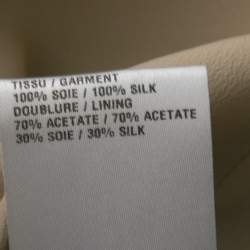 TISSU / GARMENT
100% SOIE / 100% SILK
DOUBLURE / LINING
70% ACETATE / 70% ACETATE
30% SOIE / 30% SILK